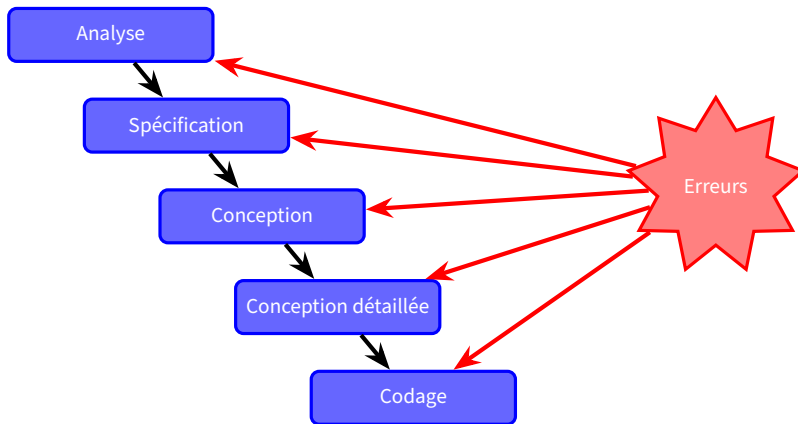 Analyse
Spécification
Erreurs
Conception
Conception détaillée
Codage